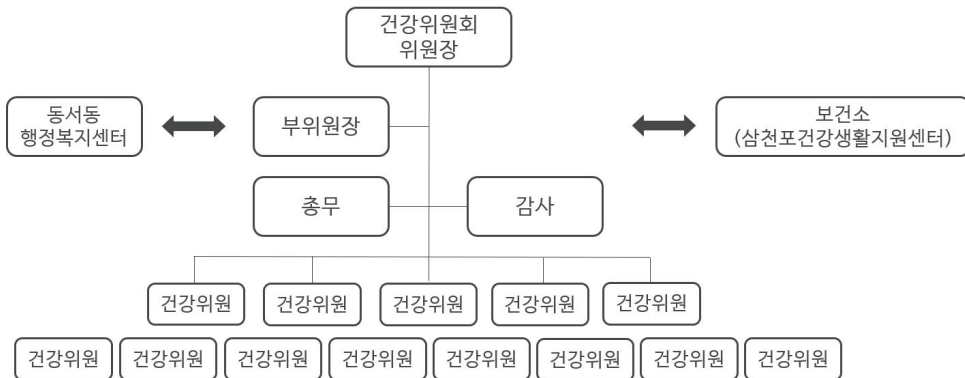 건강위원회
위원장
동서동
행정복지센터
부위원장
보건소
(삼천포건강생활지원센터)
총무
감사
건강위원
건강위원
건강위원
건강위원
건강위원
건강위원
건강위원
건강위원
건강위원
건강위원
건강위원
건강위원
건강위원